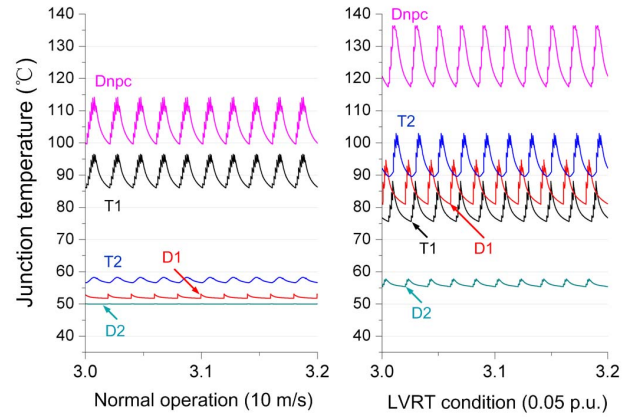 Junction temperature (℃)
140
130
120
110
100
90
80
70
60
50
40
Dnpc
T1
T2
D1
D2
3.0
3.1
3.2
Normal operation (10 m/s)
140
130
120
110
100
90
80
70
60
50
40
Dnpc
T2
T1
D1
D2
3.0
3.1
3.2
LVRT condition (0.05 p.u.)